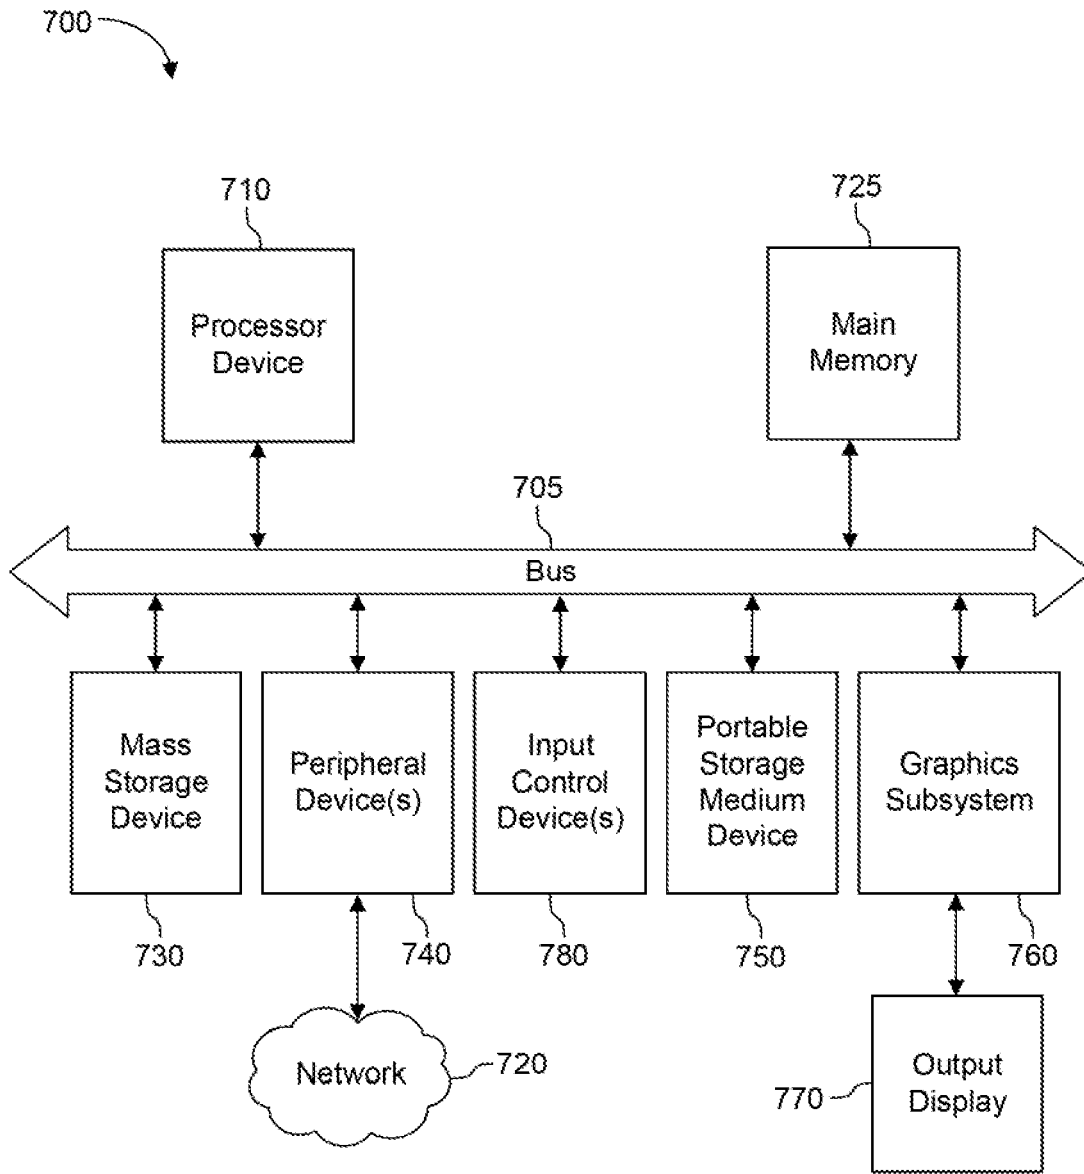 700
710
725
Processor
Device
Main
Memory
705
Bus
Mass
Storage
Device
Peripheral
Device(s)
Input
Control
Device(s)
Portable
Storage
Medium
Device
Graphics
Subsystem
730
740
780
750
760
Network
720
Output
Display
770